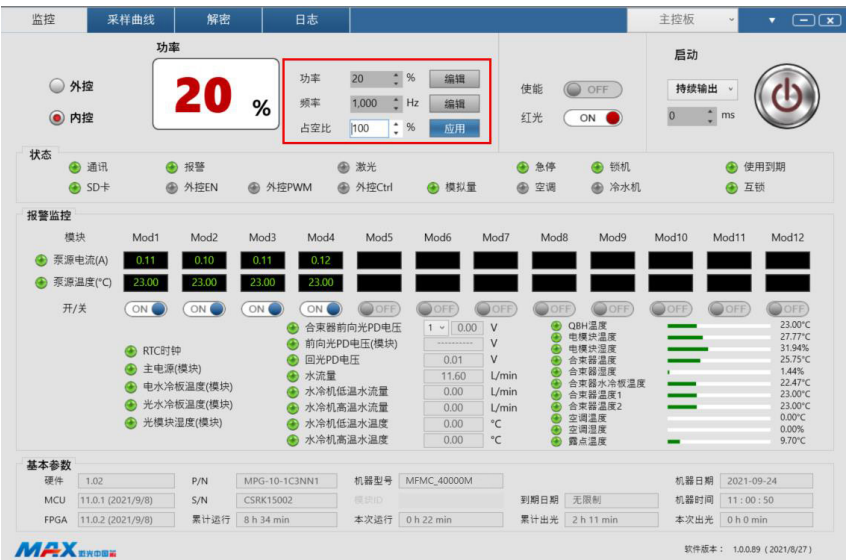 监控 采样曲线 解密 日志 主控板
功率 启动
外控 20 % 功率 20 % 编辑 使能 OFF 持续输出
频率 1,000 Hz 编辑
内控 占空比 100 % 应用 红光 ON 0 ms
状态
通讯 报警 激光 急停 锁机 使用到期
SD卡 外控EN 外控PWM 外控Ctrl 模拟量 空调 冷水机 互锁
报警监控
模块 Mod1 Mod2 Mod3 Mod4 Mod5 Mod6 Mod7 Mod8 Mod9 Mod10 Mod11 Mod12
泵源电流(A) 0.11 0.10 0.11 0.12
泵源温度(°C) 23.00 23.00 23.00 23.00
开/关 ON ON ON ON OFF OFF OFF OFF OFF OFF OFF OFF
RTC时钟
主电源(模块)
电水冷板温度(模块)
光水冷板温度(模块)
光模块湿度(模块)
合束器前向光PD电压 1 0.00 V
前向光PD电压(模块) ---------- V
回光PD电压 0.01 V
水流量 11.60 L/min
水冷机低温水流量 0.00 L/min
水冷机高温水流量 0.00 L/min
水冷机低温水温度 0.00 °C
水冷机高温水温度 0.00 °C
QBH温度 23.00°C
电模块温度 27.77°C
电模块湿度 31.94%
合束器温度 25.75°C
合束器湿度 1.44%
合束器水冷板温度 22.47°C
合束器温度1 23.00°C
合束器温度2 23.00°C
空调温度 0.00°C
空调湿度 0.00%
露点温度 9.70°C
基本参数
硬件 1.02 P/N MPG-10-1C3NN1 机器型号 MFMC_40000M 机器日期 2021-09-24
MCU 11.0.1 (2021/9/8) S/N CSRK15002 模块ID 到期日期 无限制 机器时间 11:00:50
FPGA 11.0.2 (2021/9/8) 累计运行 8 h 34 min 本次运行 0 h 22 min 累计出光 2 h 11 min 本次出光 0 h 0 min
MAX 激光中国芯 软件版本： 1.0.0.89 (2021/8/27)